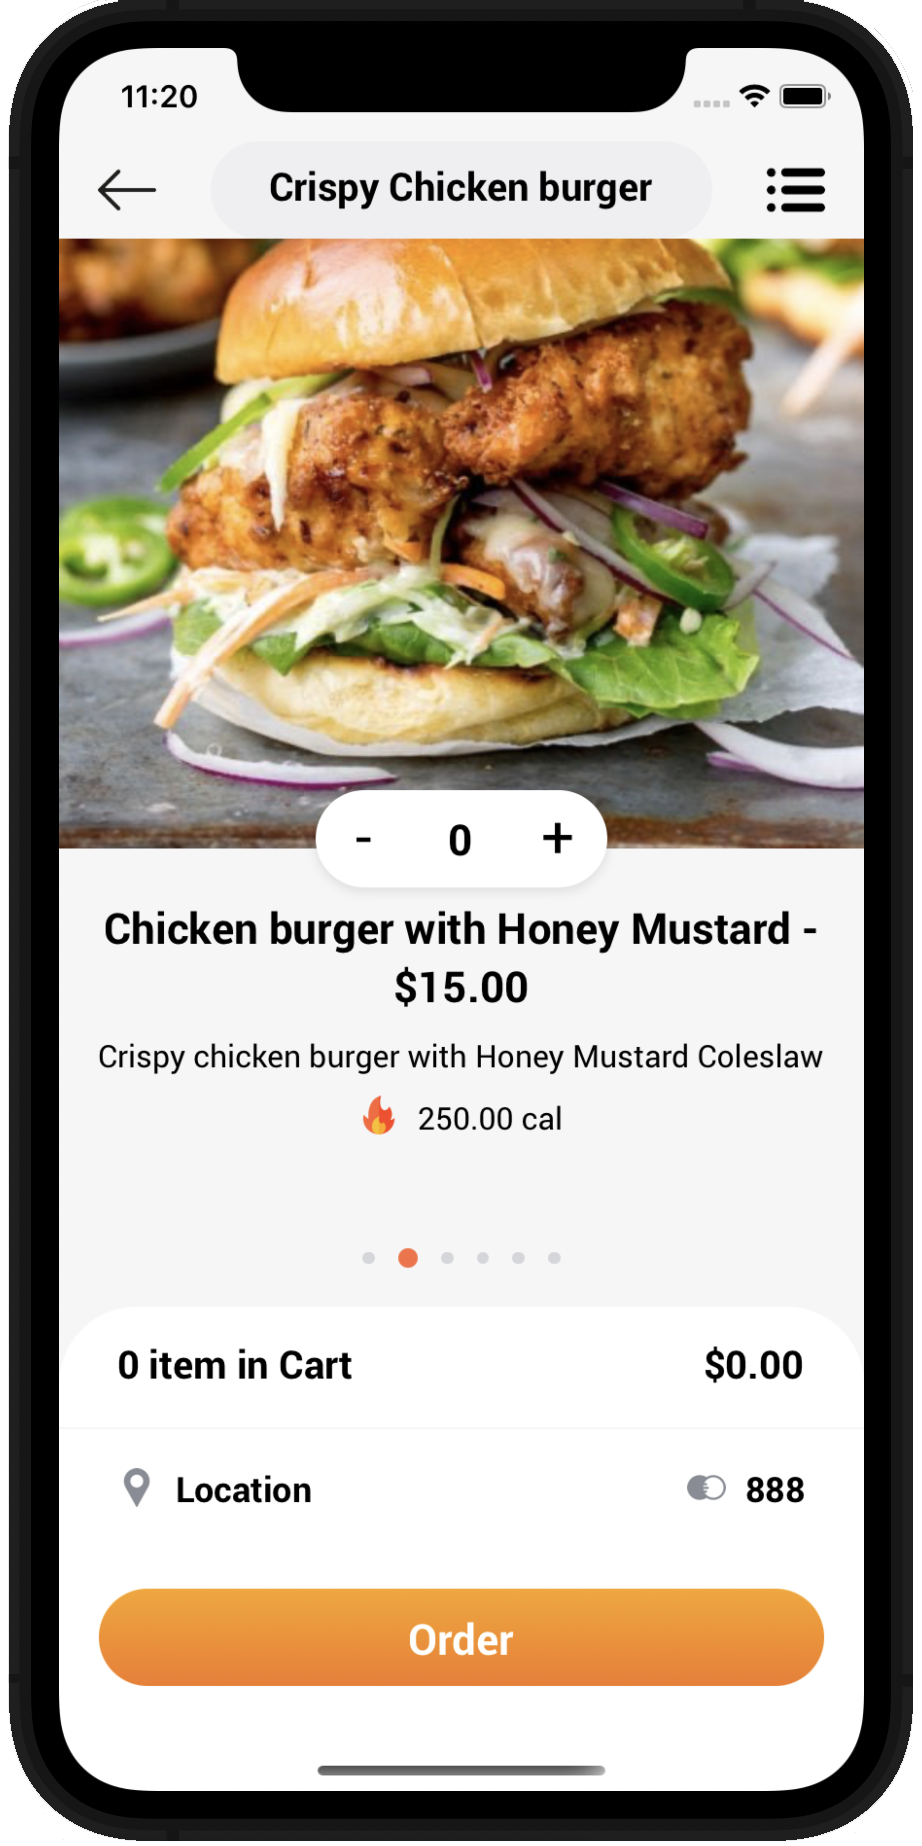 11:20
Crispy Chicken burger
- 0 +
Chicken burger with Honey Mustard -
$15.00
Crispy chicken burger with Honey Mustard Coleslaw
250.00 cal
0 item in Cart $0.00
Location 888
Order